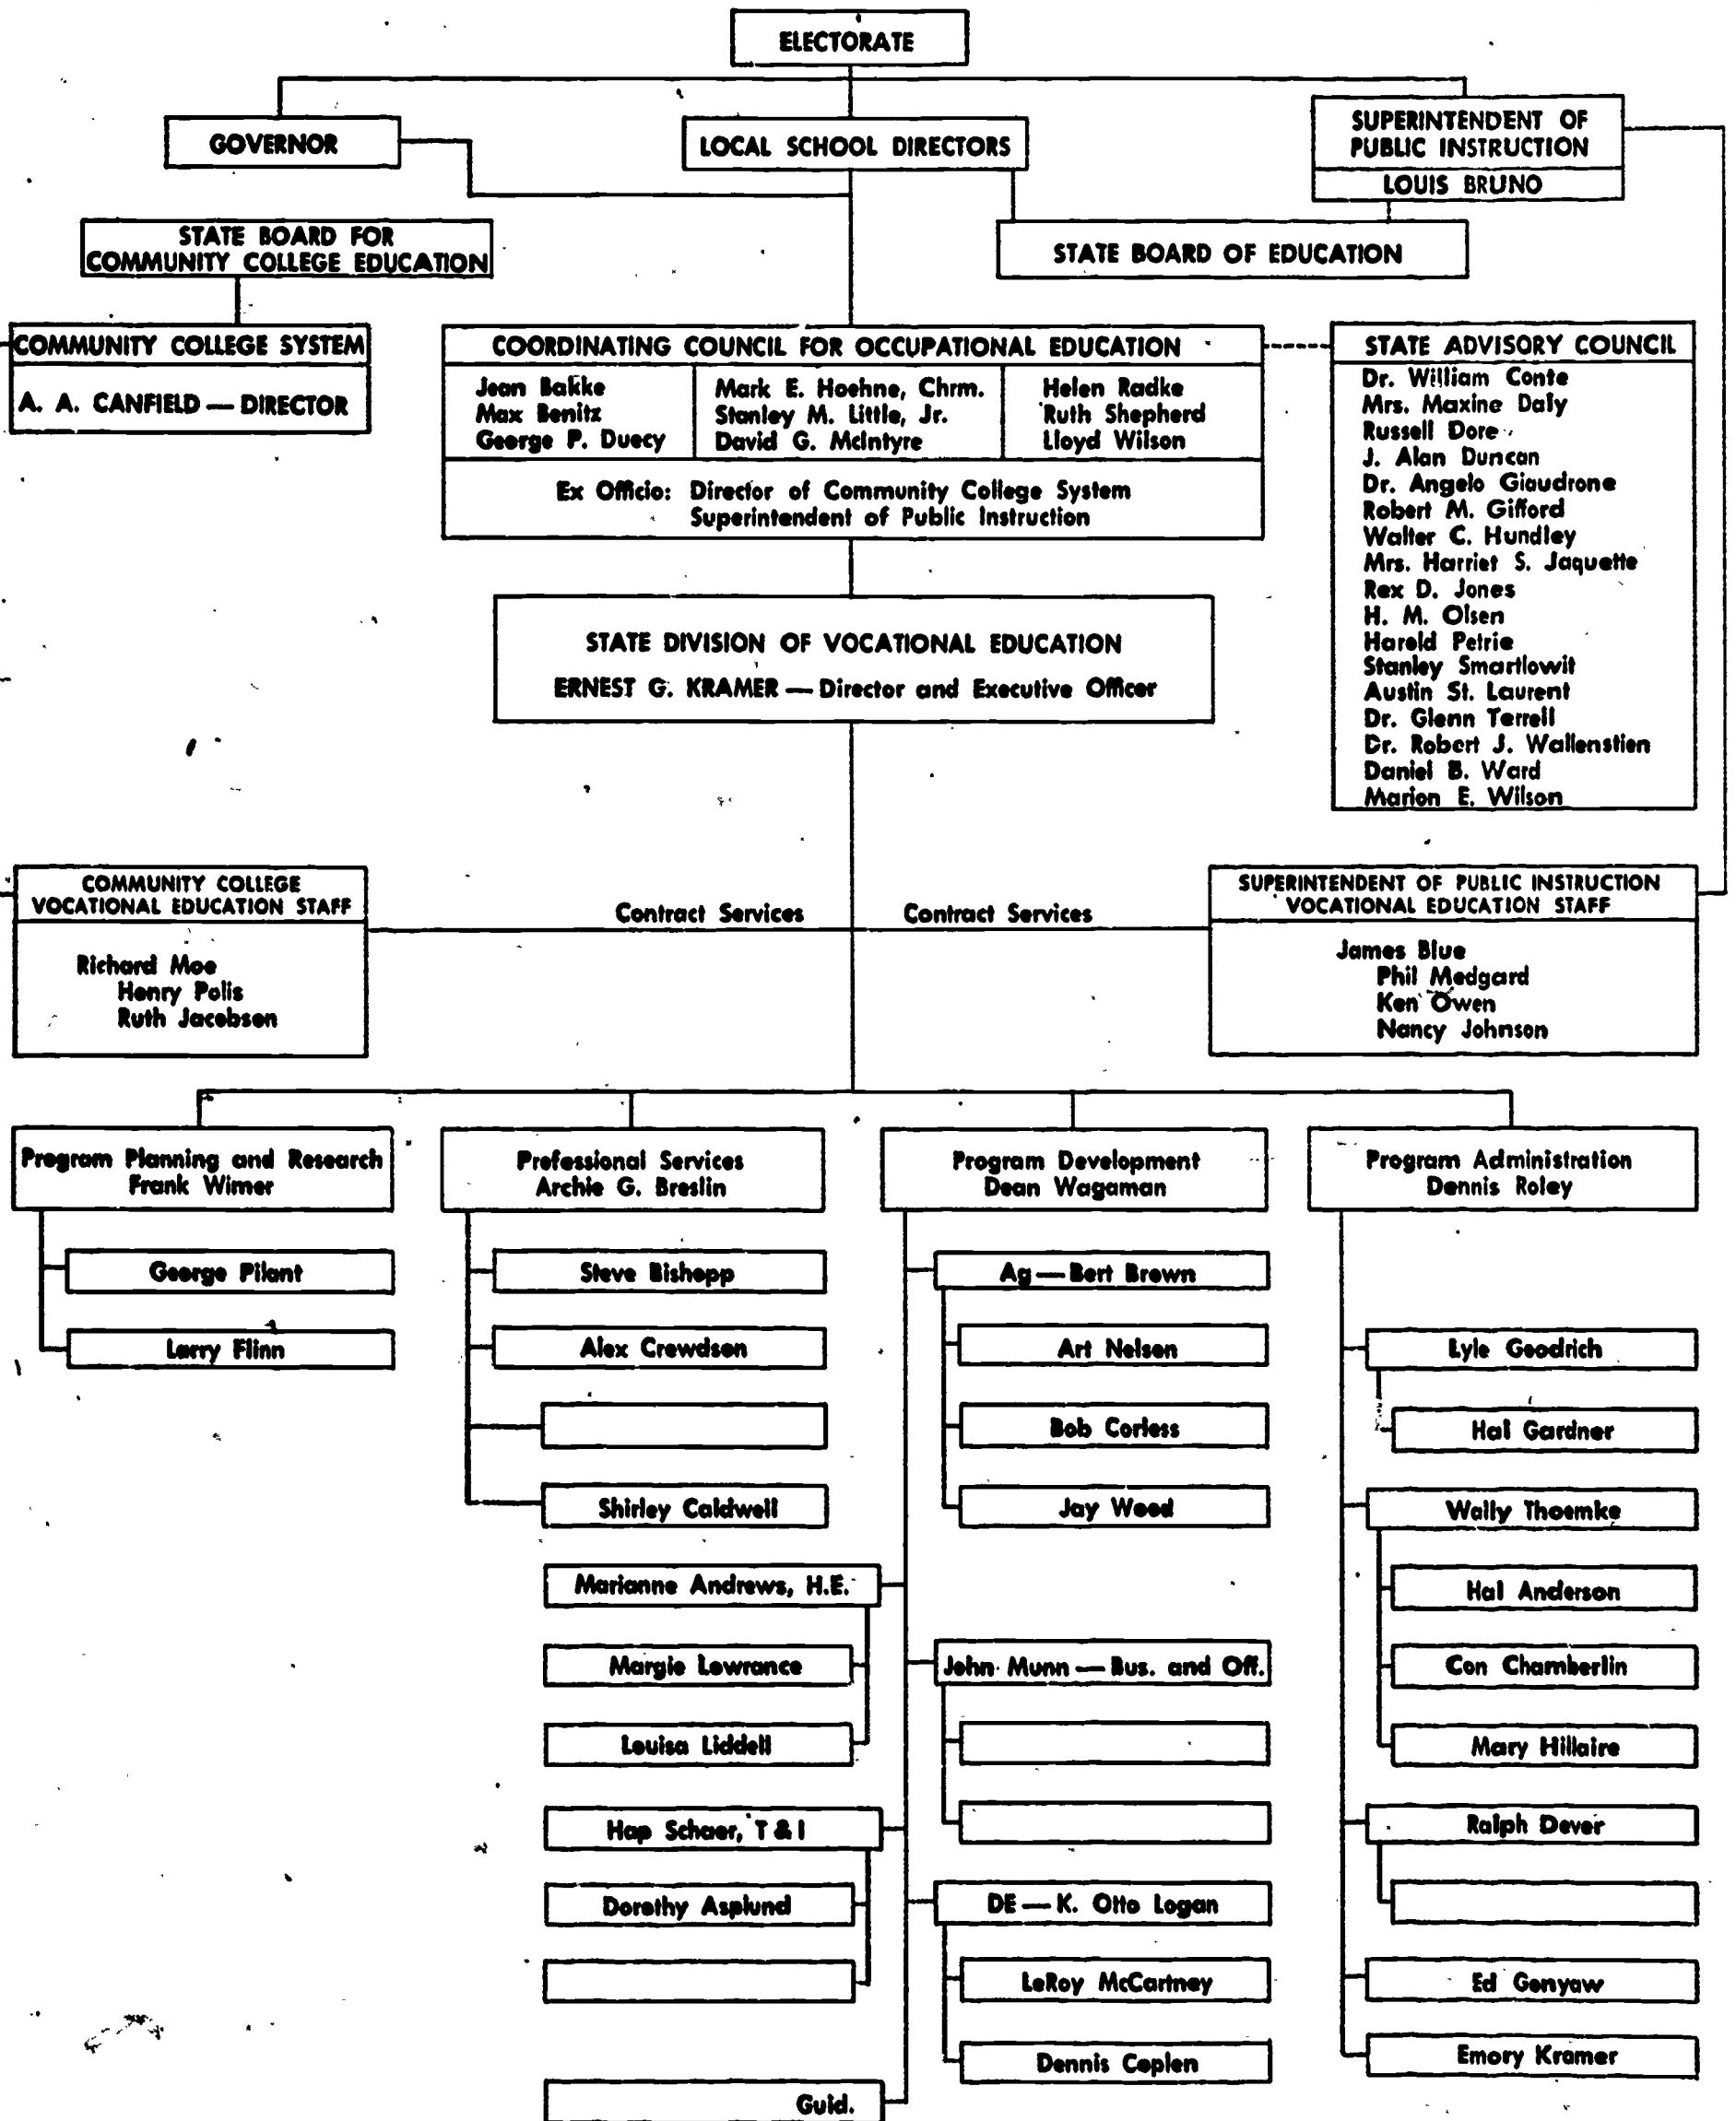 ELECTORATE
GOVERNOR
LOCAL SCHOOL DIRECTORS
SUPERINTENDENT OF
PUBLIC INSTRUCTION
LOUIS BRUNO
STATE BOARD FOR
COMMUNITY COLLEGE EDUCATION
STATE BOARD OF EDUCATION
COMMUNITY COLLEGE SYSTEM
A. A. CANFIELD — DIRECTOR
COORDINATING COUNCIL FOR OCCUPATIONAL EDUCATION
Jean Bakke
Max Benitz
George P. Duecy
Mark E. Hoehne, Chrm.
Stanley M. Little, Jr.
David G. McIntyre
Helen Radke
Ruth Shepherd
Lloyd Wilson
Ex Officio: Director of Community College System
Superintendent of Public Instruction
STATE ADVISORY COUNCIL
Dr. William Conte
Mrs. Maxine Daly
Russell Dore
J. Alan Duncan
Dr. Angelo Giaudrone
Robert M. Gifford
Walter C. Hundley
Mrs. Harriet S. Jaquette
Rex D. Jones
H. M. Olsen
Harold Petrie
Stanley Smartlowit
Austin St. Laurent
Dr. Glenn Terrell
Dr. Robert J. Wallenstien
Daniel B. Ward
Marion E. Wilson
STATE DIVISION OF VOCATIONAL EDUCATION
ERNEST G. KRAMER — Director and Executive Officer
COMMUNITY COLLEGE
VOCATIONAL EDUCATION STAFF
Richard Moe
Henry Polis
Ruth Jacobson
Contract Services
Contract Services
SUPERINTENDENT OF PUBLIC INSTRUCTION
VOCATIONAL EDUCATION STAFF
James Blue
Phil Medgard
Ken Owen
Nancy Johnson
Program Planning and Research
Frank Wimer
George Pilant
Larry Flinn
Professional Services
Archie G. Breslin
Steve Bishopp
Alex Crewdson
Shirley Caldwell
Program Development
Dean Wagaman
Ag — Bert Brown
Art Nelson
Bob Corless
Jay Wood
Marianne Andrews, H.E.
Margie Lowrance
Louisa Liddell
John Munn — Bus. and Off.
Hap Schaer, T & I
Dorothy Asplund
DE — K. Otto Logan
LeRoy McCartney
Dennis Coplen
Guid.
Program Administration
Dennis Roley
Lyle Goodrich
Hal Gardner
Wally Thoemke
Hal Anderson
Con Chamberlin
Mary Hillaire
Ralph Dever
Ed Genyaw
Emory Kramer